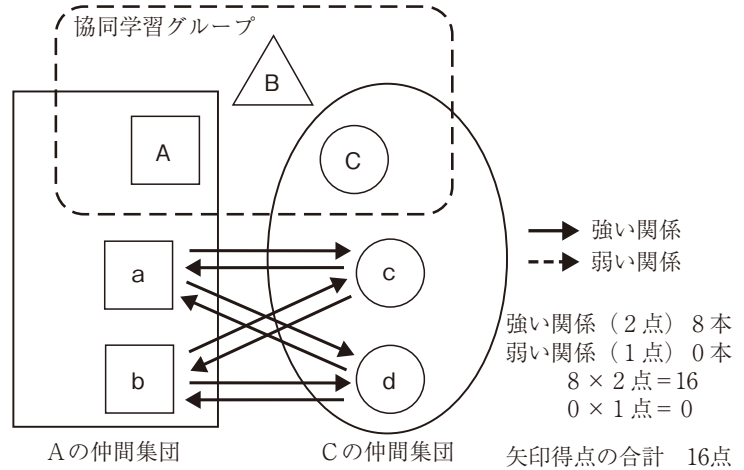 協同学習グループ
B
A
C
a
c
b
d
強い関係
弱い関係
強い関係（２点）８本
弱い関係（１点）０本
８×２点＝16
０×１点＝０
矢印得点の合計　16点
Aの仲間集団
Cの仲間集団